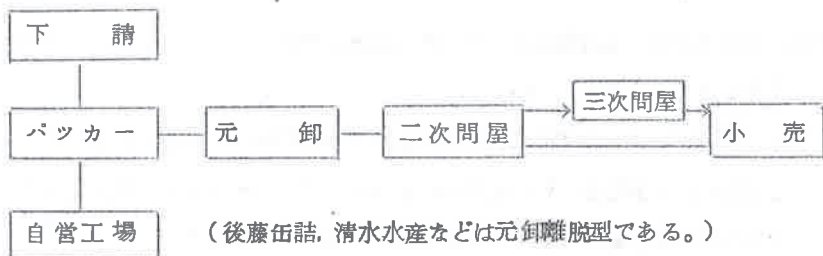 下　請
三次問屋
パッカー　元　卸　二次問屋　小　売
自営工場　(後藤缶詰, 清水水産などは元卸離脱型である。)